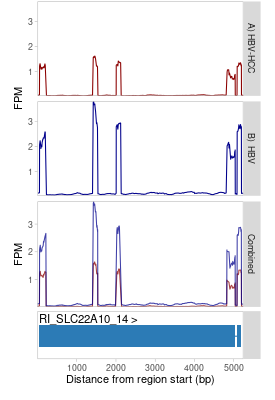 3
2
1
A) HBV-HCC
FPM
3
2
1
B) HBV
3
2
1
0
FPM
Combined
RI_SLC22A10_14 >
1000 2000 3000 4000 5000
Distance from region start (bp)